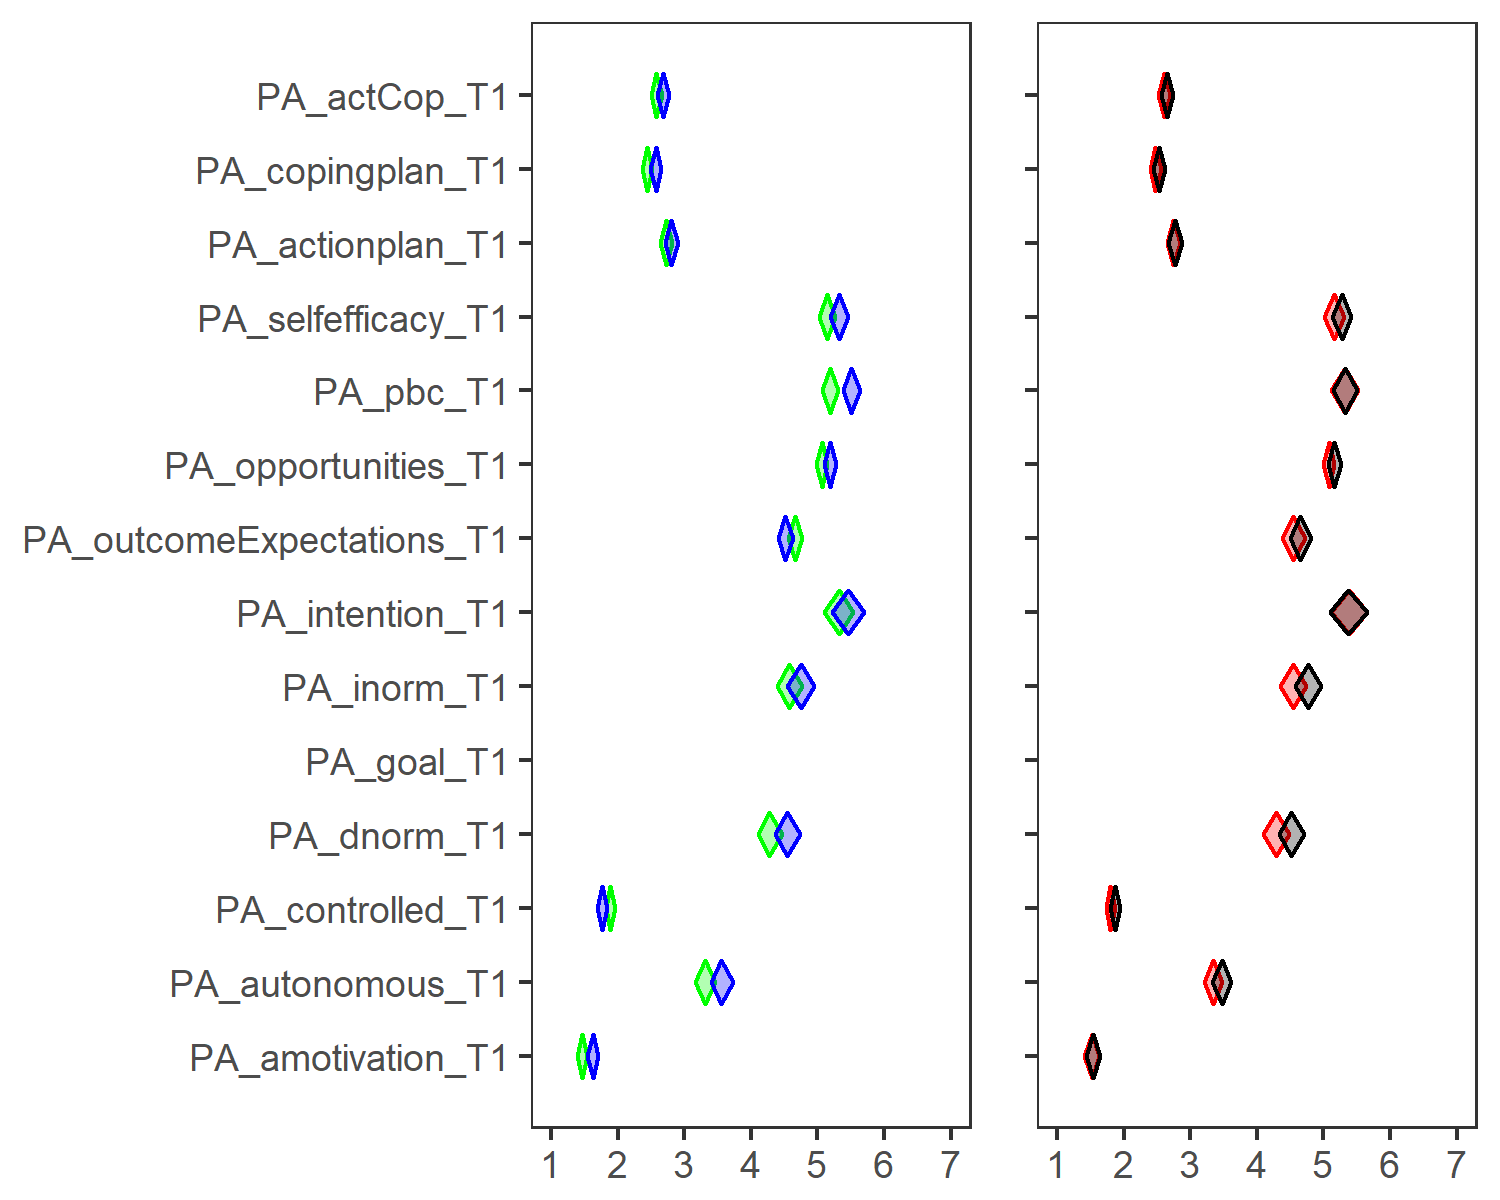 PA_actCop_T1
PA_copingplan_T1
PA_actionplan_T1
PA_selfefficacy_T1
PA_pbc_T1
PA_opportunities_T1
PA_outcomeExpectations_T1
PA_intention_T1
PA_inorm_T1
PA_goal_T1
PA_dnorm_T1
PA_controlled_T1
PA_autonomous_T1
PA_amotivation_T1
1 2 3 4 5 6 7
1 2 3 4 5 6 7